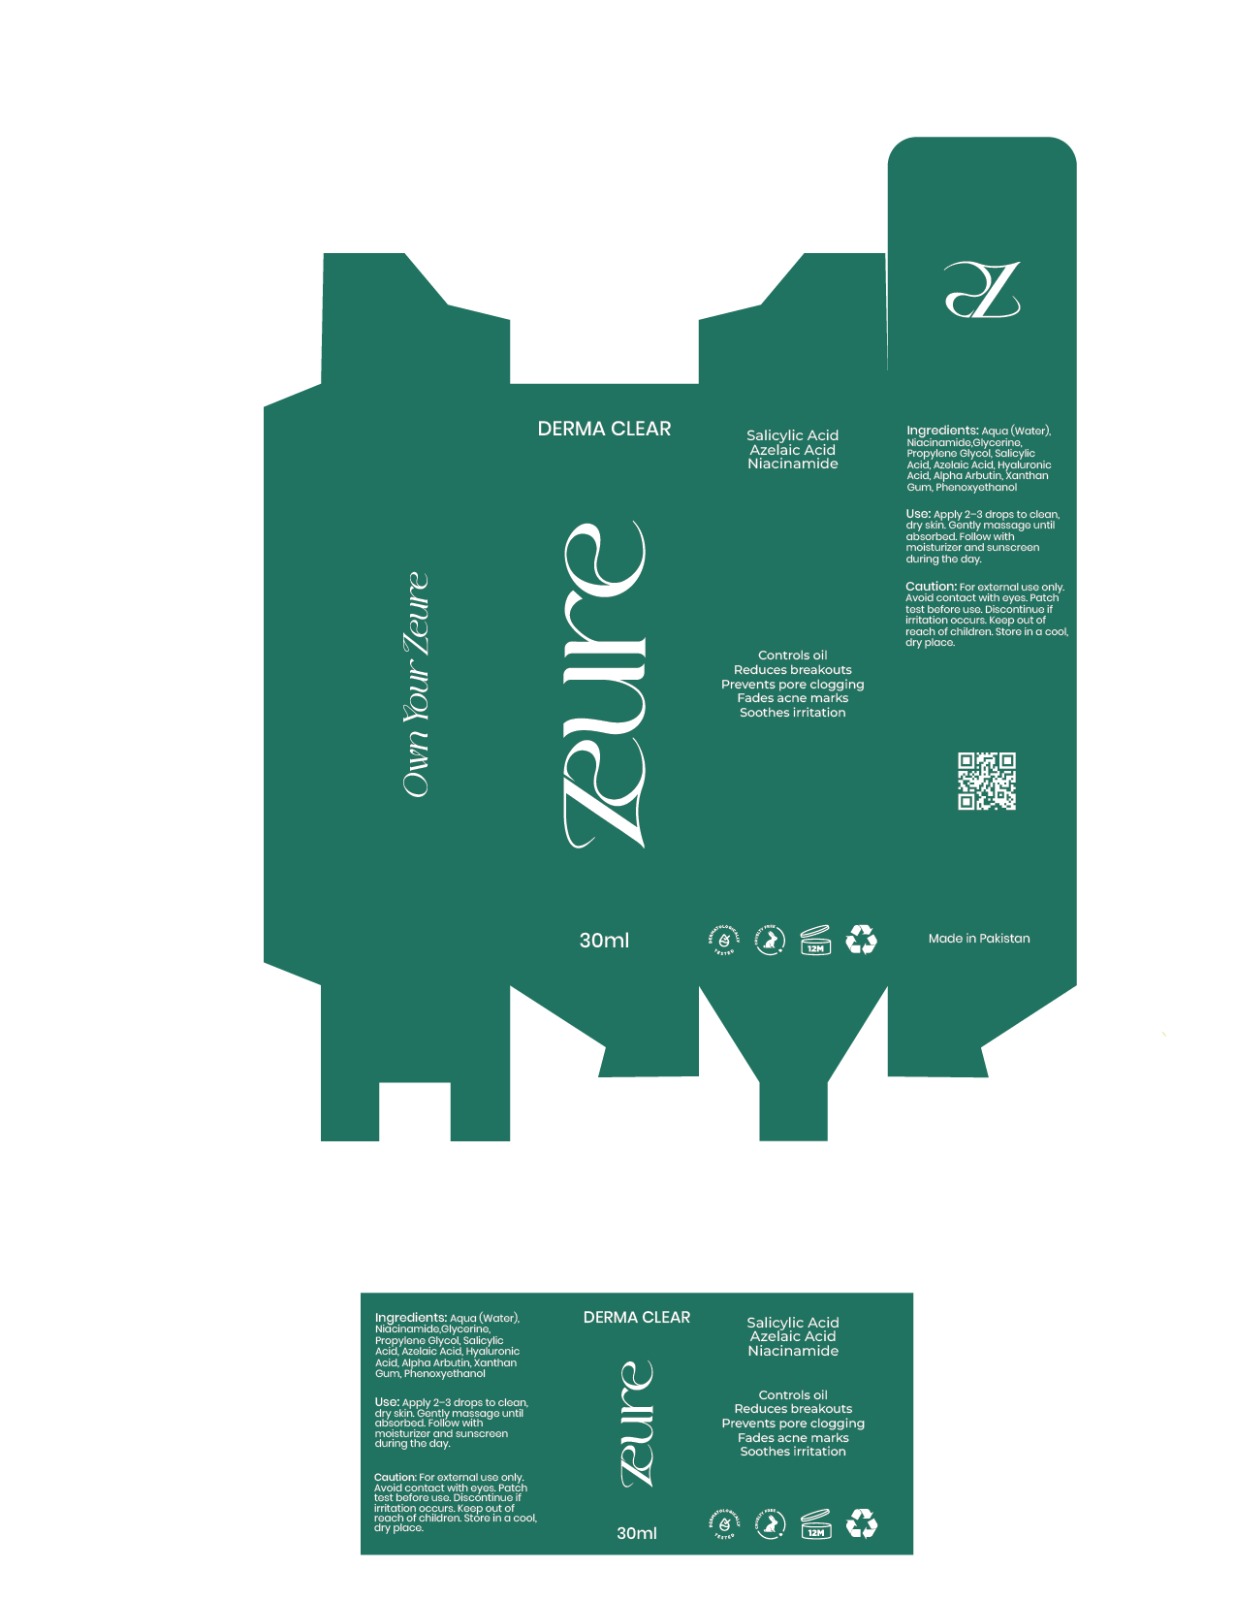 DERMA CLEAR
Salicylic Acid
Azelaic Acid
Niacinamide
Ingredients: Aqua (Water),
Niacinamide,Glycerine,
Propylene Glycol, Salicylic
Acid, Azelaic Acid, Hyaluronic
Acid, Alpha Arbutin, Xanthan
Gum, Phenoxyethanol
Use: Apply 2–3 drops to clean,
dry skin. Gently massage until
absorbed. Follow with
moisturizer and sunscreen
during the day.
Caution: For external use only.
Avoid contact with eyes. Patch
test before use. Discontinue if
irritation occurs. Keep out of
reach of children. Store in a cool,
dry place.
Own Your Zeure
Zeure
Controls oil
Reduces breakouts
Prevents pore clogging
Fades acne marks
Soothes irritation
30ml
DERMATOLOGICALLY TESTED
CRUELTY FREE
12M
Made in Pakistan
Ingredients: Aqua (Water),
Niacinamide,Glycerine,
Propylene Glycol, Salicylic
Acid, Azelaic Acid, Hyaluronic
Acid, Alpha Arbutin, Xanthan
Gum, Phenoxyethanol
Use: Apply 2–3 drops to clean,
dry skin. Gently massage until
absorbed. Follow with
moisturizer and sunscreen
during the day.
Caution: For external use only.
Avoid contact with eyes. Patch
test before use. Discontinue if
irritation occurs. Keep out of
reach of children. Store in a cool,
dry place.
DERMA CLEAR
Zeure
30ml
Salicylic Acid
Azelaic Acid
Niacinamide
Controls oil
Reduces breakouts
Prevents pore clogging
Fades acne marks
Soothes irritation
DERMATOLOGICALLY TESTED
CRUELTY FREE
12M